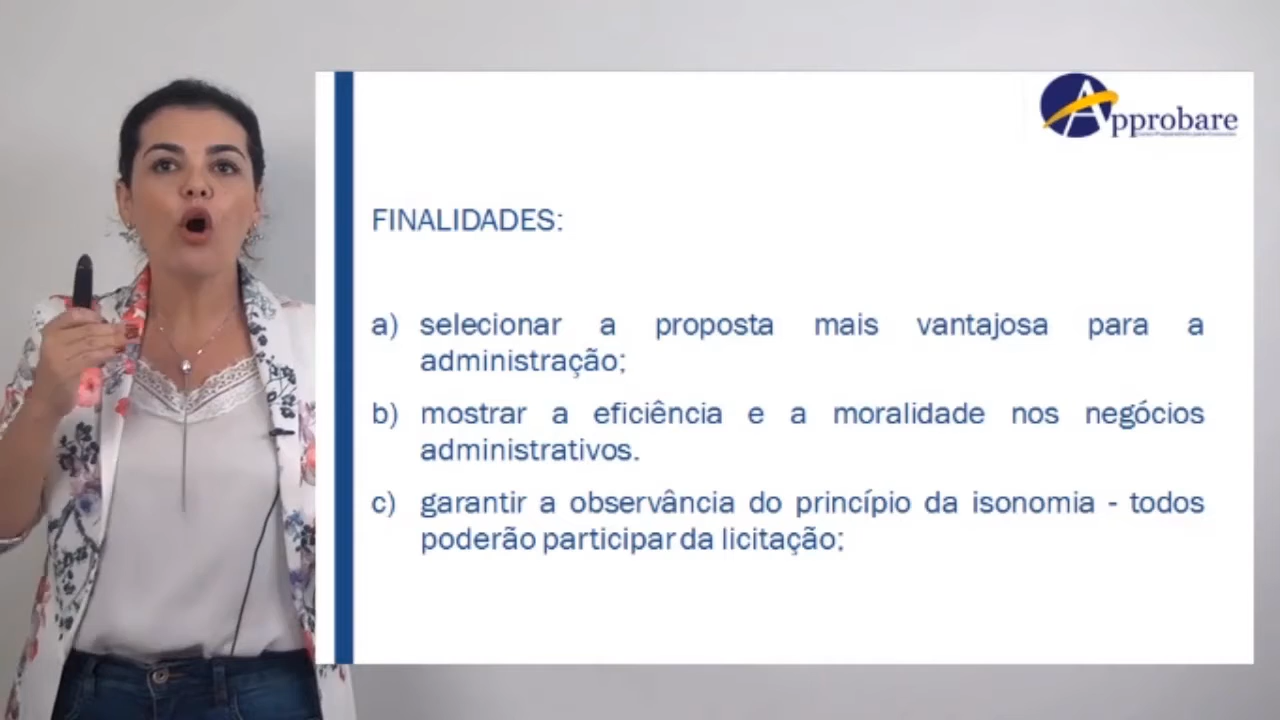 Approbare
FINALIDADES:
a) selecionar a proposta mais vantajosa para a
administração;
b) mostrar a eficiência e a moralidade nos negócios
administrativos.
c) garantir a observância do princípio da isonomia - todos
poderão participar da licitação;